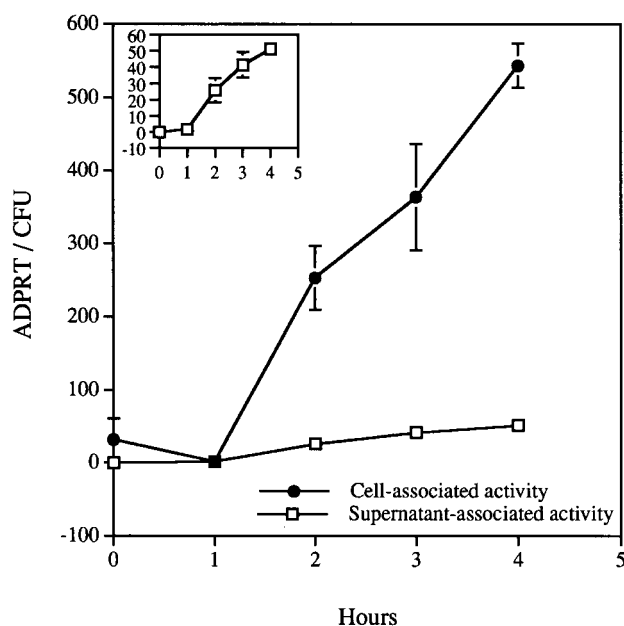 600
500
400
300
200
100
0
-100
60
50
40
30
20
10
0
-10
0 1 2 3 4 5
ADPRT / CFU
Cell-associated activity
Supernatant-associated activity
0 1 2 3 4 5
Hours